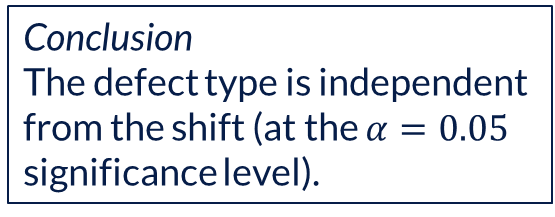 Conclusion
The defect type is independent
from the shift (at the α = 0.05
significance level).